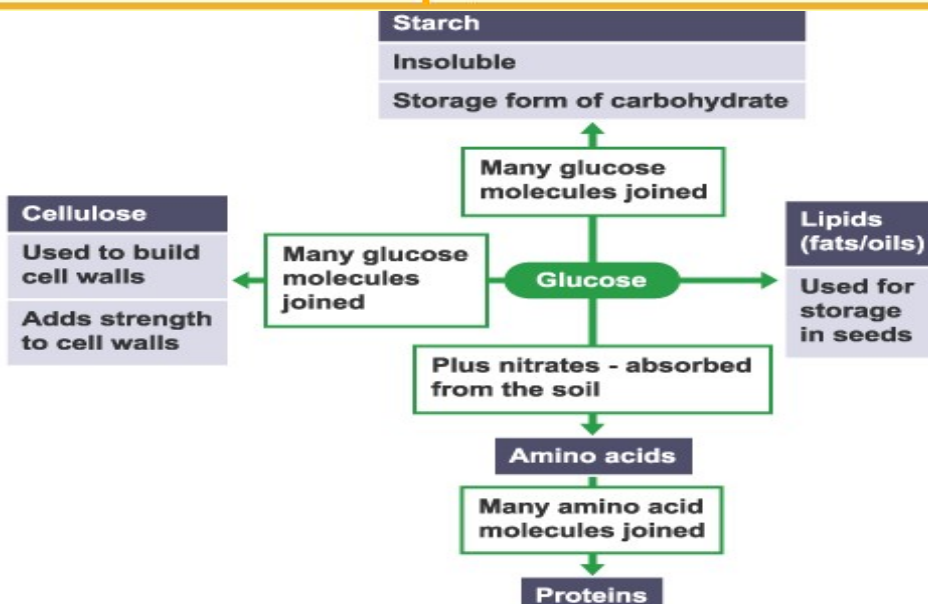 Starch
Insoluble
Storage form of carbohydrate
Many glucose
molecules joined
Cellulose
Used to build
cell walls
Adds strength
to cell walls
Many glucose
molecules
joined
Glucose
Lipids
(fats/oils)
Used for
storage
in seeds
Plus nitrates - absorbed
from the soil
Amino acids
Many amino acid
molecules joined
Proteins